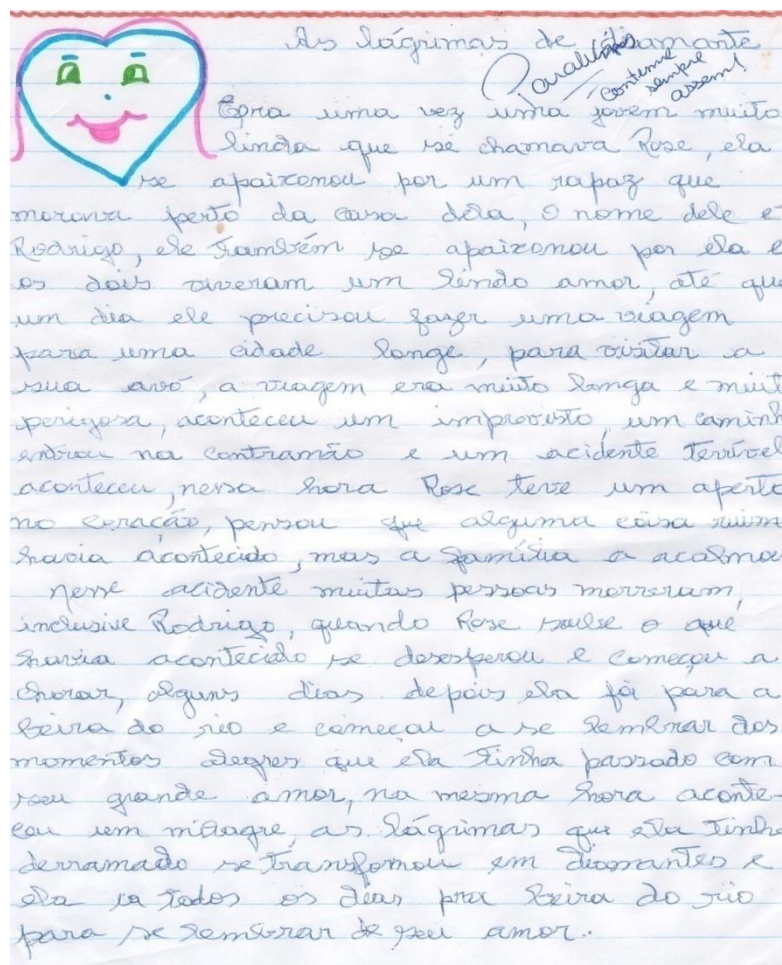 As lágrimas de diamante
Parabéns
continue
sempre
assim!
Era uma vez uma jovem muito
linda que se chamava Rose, ela
se apaixonou por um rapaz que
morava perto da casa dela, O nome dele e
Rodrigo, ele também se apaixonou por ela e
os dois viveram um lindo amor, até que
um dia ele precisou fazer uma viagem
para uma cidade longe, para visitar a
sua avó, a viagem era muito longa e muit
perigosa, aconteceu um imprevisto, um caminh
entrou na contramão e um acidente terrível
aconteceu, nessa hora Rose teve um aperto
no coração, pensou que alguma coisa ruim
havia acontecido, mas a família a acalmou
nesse acidente muitas pessoas morreram,
inclusive Rodrigo, quando Rose soube o que
havia acontecido se desesperou e começou a
chorar, alguns dias depois ela foi para a
beira do rio e começou a se lembrar dos
momentos alegres que ela tinha passado com
seu grande amor, na mesma hora aconte-
ceu um milagre, as lágrimas que ela tinha
derramado se transfomou em diamantes e
ela ia todos os dias pra beira do rio
para se lembrar de seu amor.